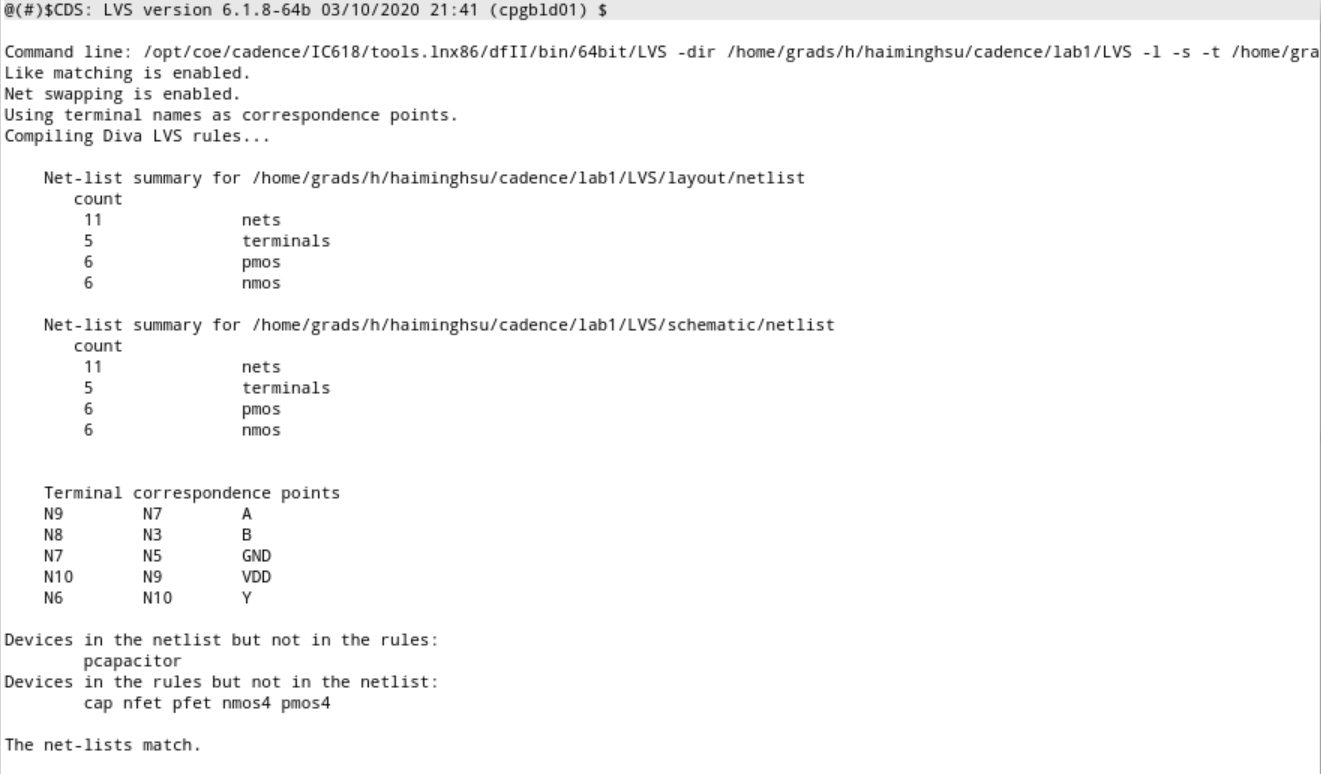 @(#)$CDS: LVS version 6.1.8-64b 03/10/2020 21:41 (cpgbld01) $
Command line: /opt/coe/cadence/IC618/tools.lnx86/dfII/bin/64bit/LVS -dir /home/grads/h/haiminghsu/cadence/lab1/LVS -l -s -t /home/gra
Like matching is enabled.
Net swapping is enabled.
Using terminal names as correspondence points.
Compiling Diva LVS rules...
Net-list summary for /home/grads/h/haiminghsu/cadence/lab1/LVS/layout/netlist
count
11 nets
5 terminals
6 pmos
6 nmos
Net-list summary for /home/grads/h/haiminghsu/cadence/lab1/LVS/schematic/netlist
count
11 nets
5 terminals
6 pmos
6 nmos
Terminal correspondence points
N9 N7 A
N8 N3 B
N7 N5 GND
N10 N9 VDD
N6 N10 Y
Devices in the netlist but not in the rules:
pcapacitor
Devices in the rules but not in the netlist:
cap nfet pfet nmos4 pmos4
The net-lists match.